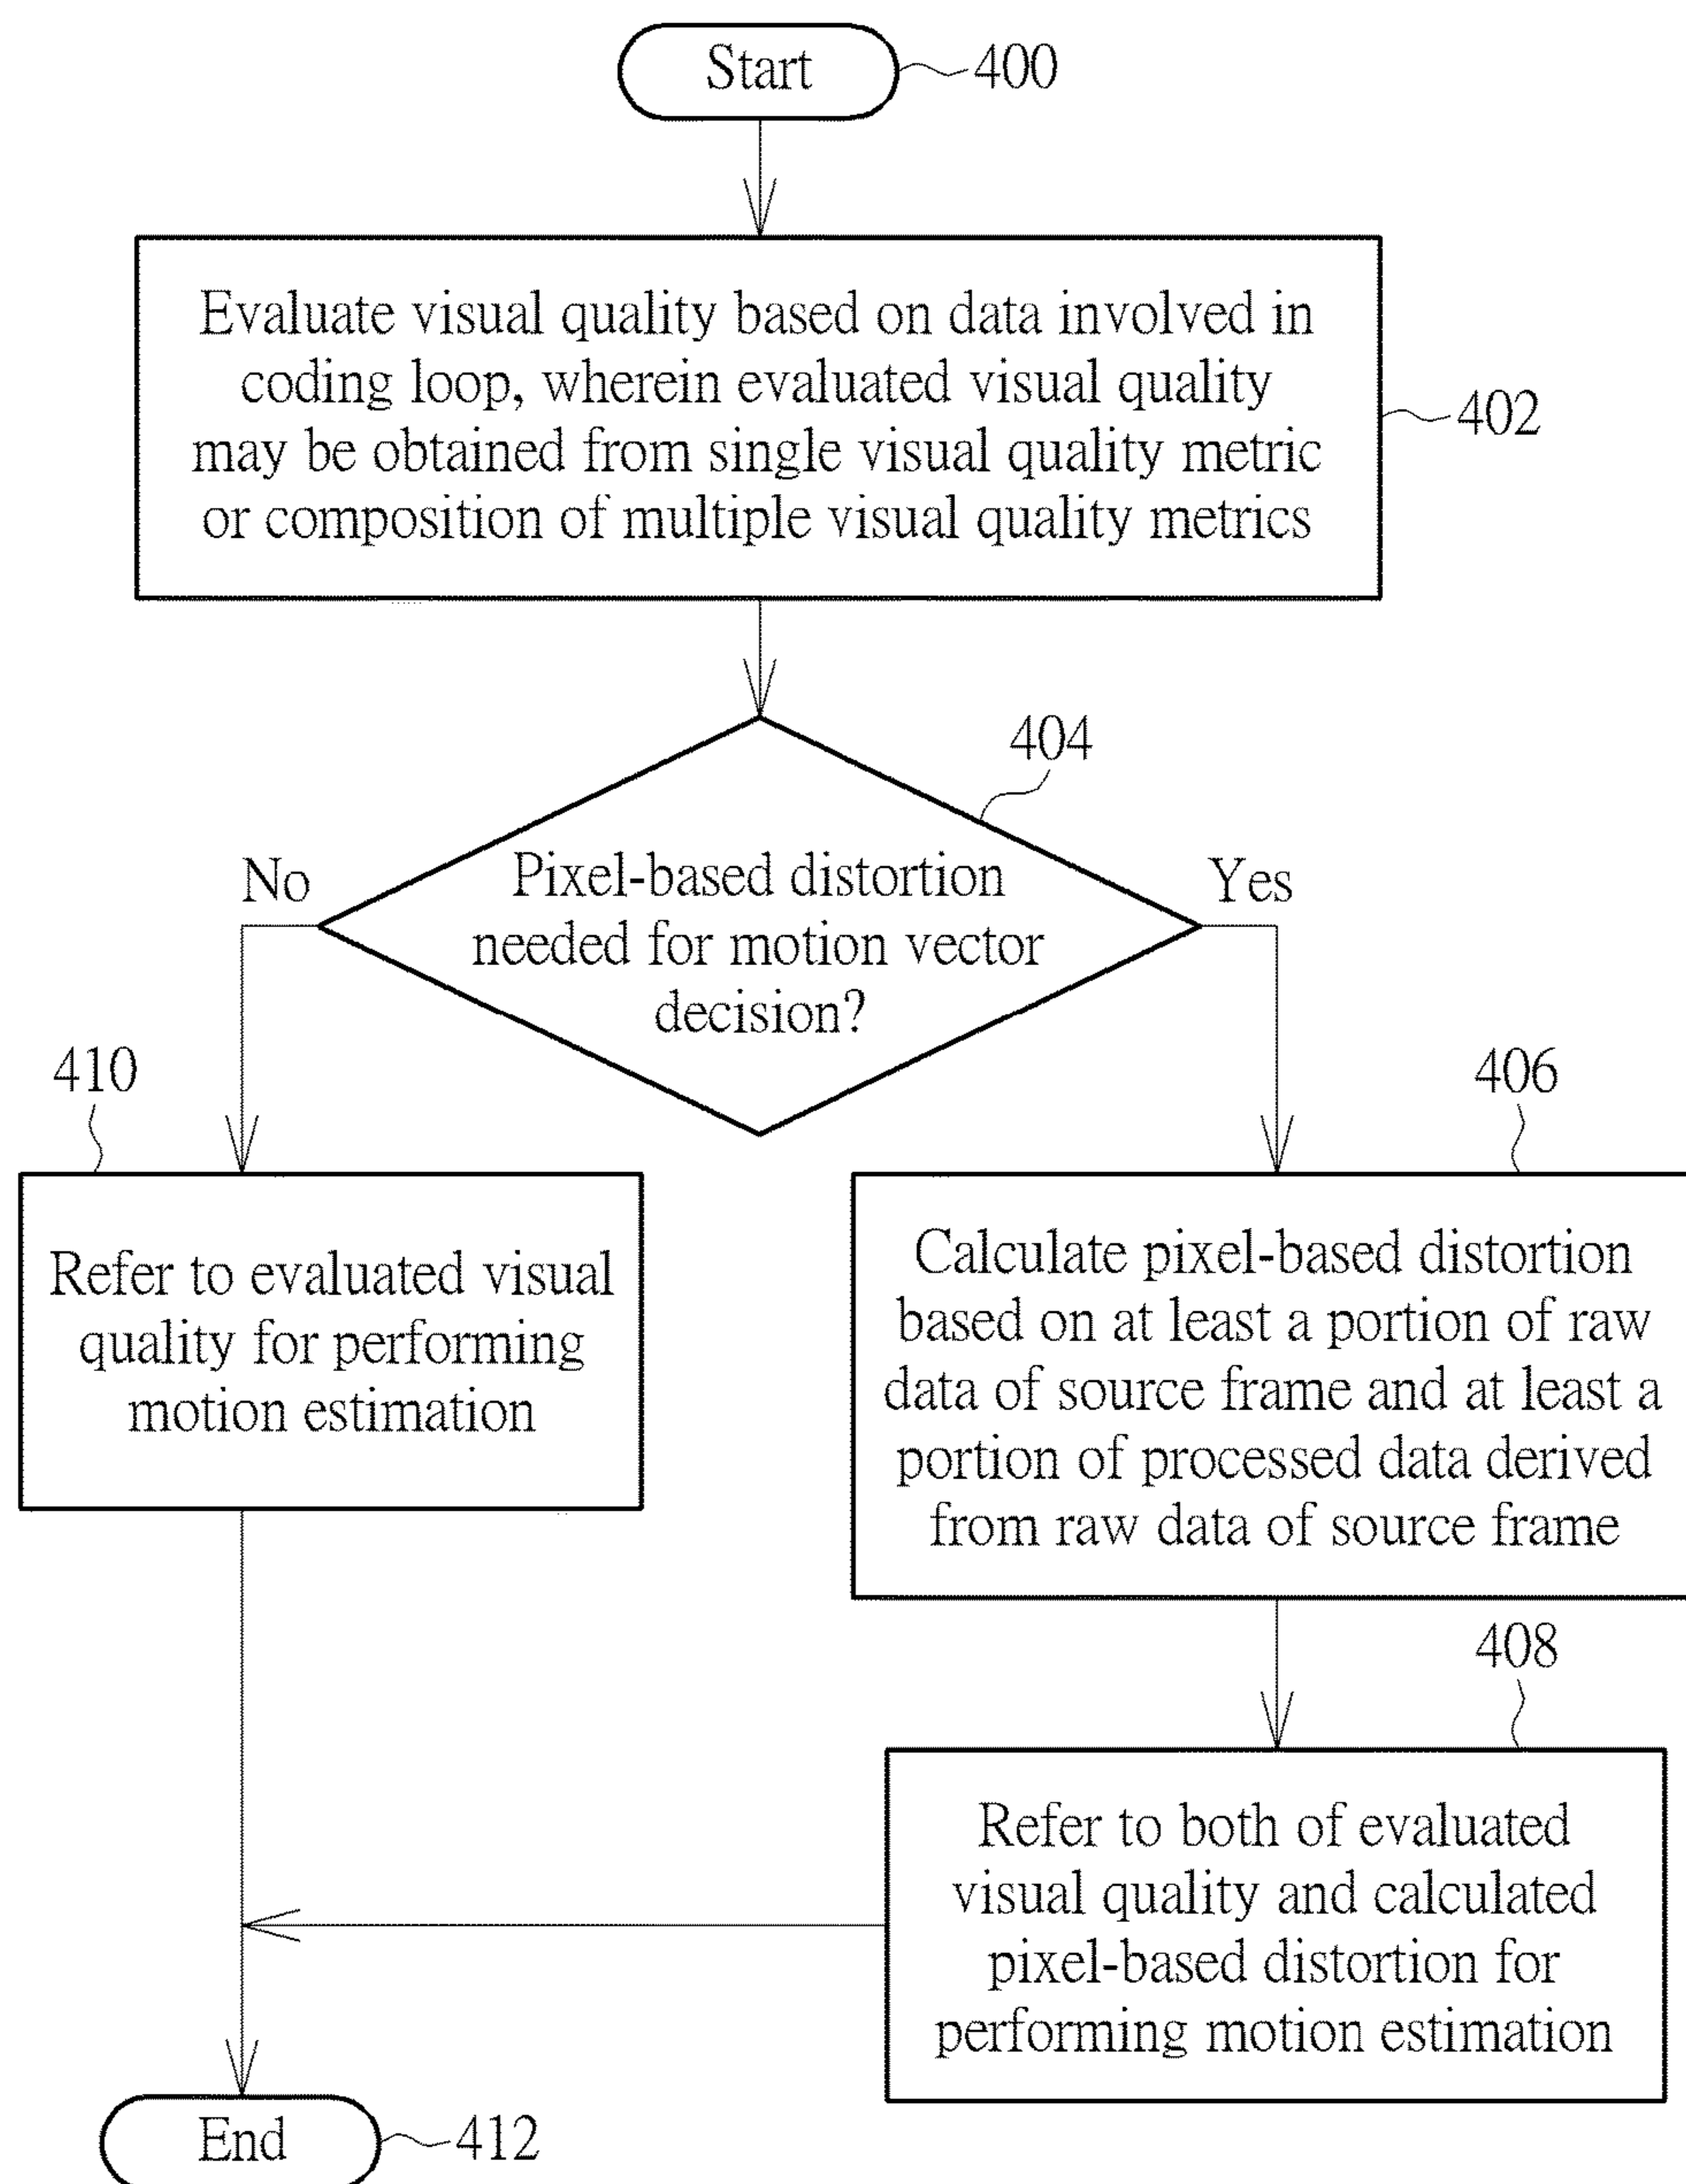 Start
400
Evaluate visual quality based on data involved in
coding loop, wherein evaluated visual quality
may be obtained from single visual quality metric
or composition of multiple visual quality metrics
402
404
Pixel-based distortion
needed for motion vector
decision?
No
Yes
410
Refer to evaluated visual
quality for performing
motion estimation
406
Calculate pixel-based distortion
based on at least a portion of raw
data of source frame and at least a
portion of processed data derived
from raw data of source frame
408
Refer to both of evaluated
visual quality and calculated
pixel-based distortion for
performing motion estimation
End
412